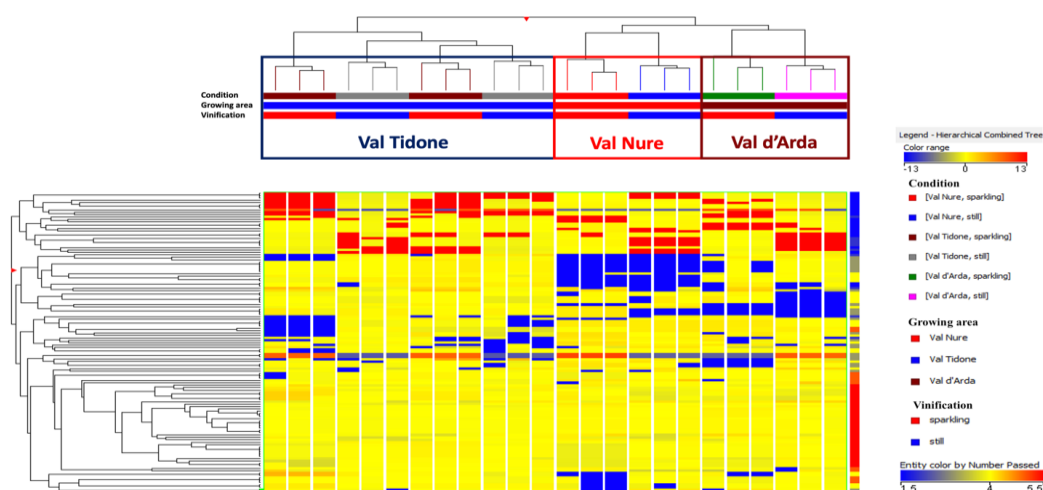 Condition
Growing area
Vinification
Val Tidone
Val Nure
Val d'Arda
Legend - Hierarchical Combined Tree
Color range
-13 0 13
Condition
[Val Nure, sparkling]
[Val Nure, still]
[Val Tidone, sparkling]
[Val Tidone, still]
[Val d'Arda, sparkling]
[Val d'Arda, still]
Growing area
Val Nure
Val Tidone
Val d'Arda
Vinification
sparkling
still
Entity color by Number Passed
1.5 4 5.5